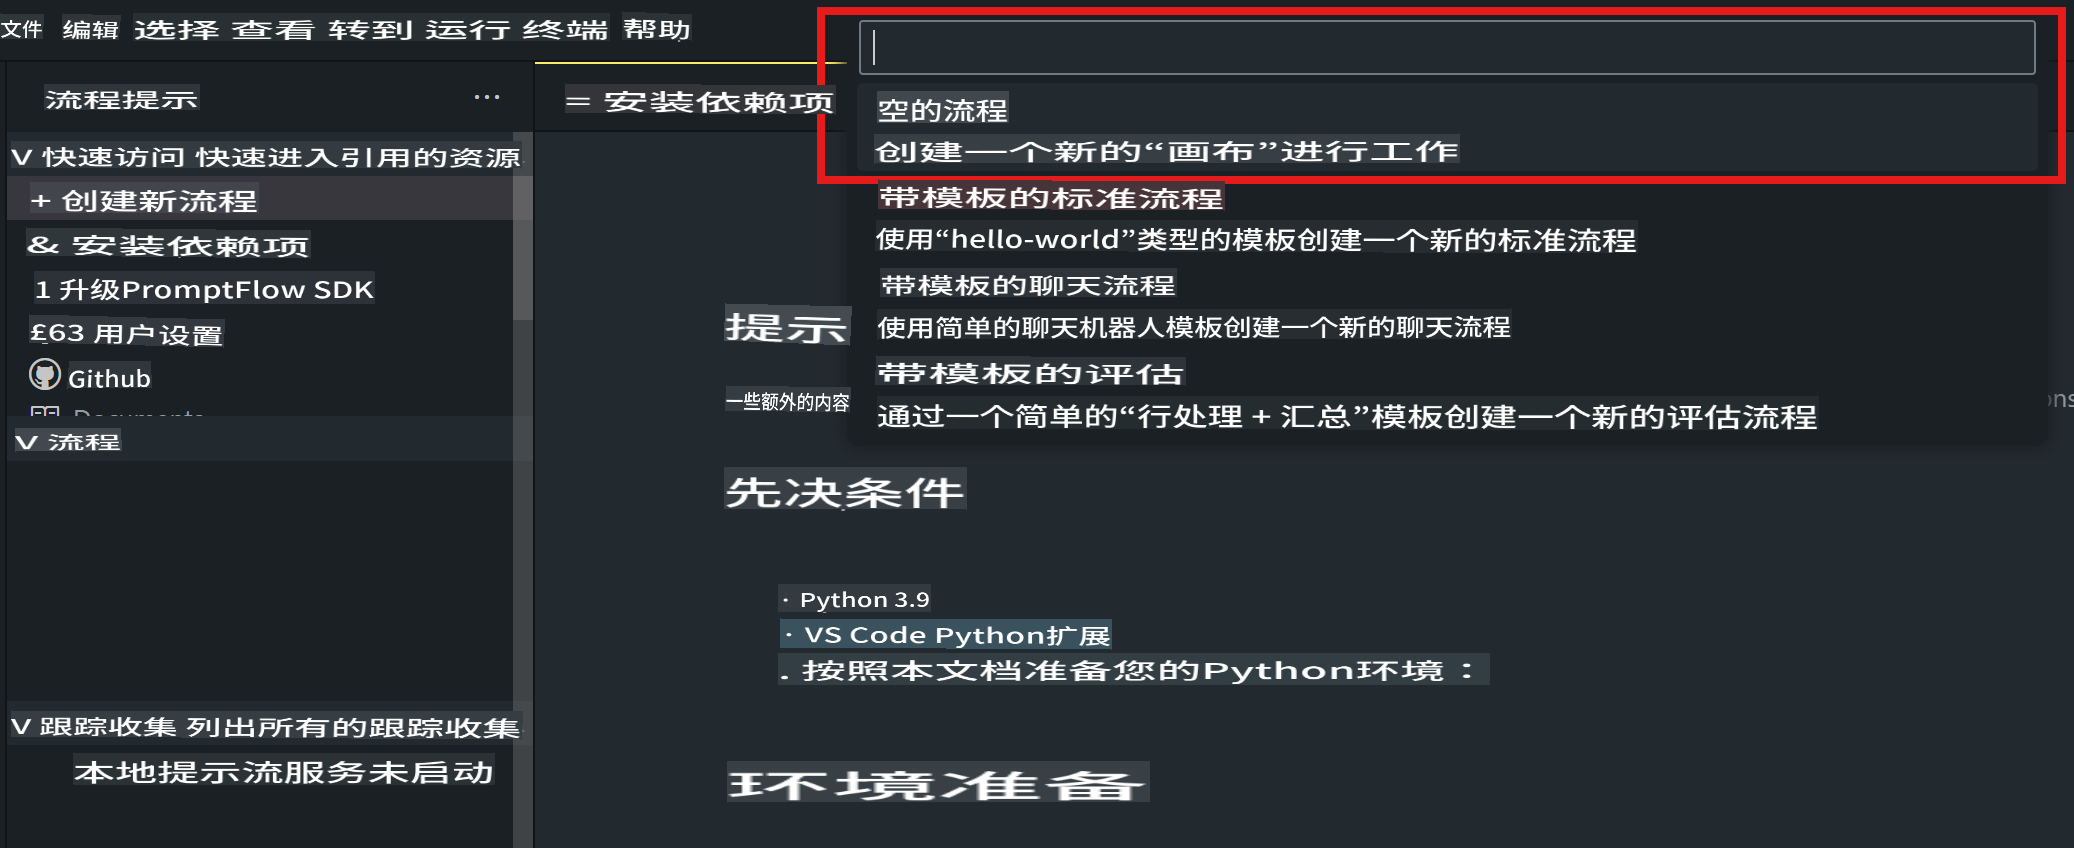 文件 编辑 选择 查看 转到 运行 终端 帮助
流程提示 ···
= 安装依赖项
空的流程
创建一个新的“画布”进行工作
带模板的标准流程
使用“hello-world”类型的模板创建一个新的标准流程
带模板的聊天流程
使用简单的聊天机器人模板创建一个新的聊天流程
带模板的评估
通过一个简单的“行处理 + 汇总”模板创建一个新的评估流程
V 快速访问 快速进入引用的资源
+ 创建新流程
& 安装依赖项
1 升级PromptFlow SDK
£63 用户设置
Github
Documents
V 流程
V 跟踪收集 列出所有的跟踪收集
本地提示流服务未启动
提示
一些额外的内容
先决条件
· Python 3.9
· VS Code Python扩展
. 按照本文档准备您的Python环境：
环境准备